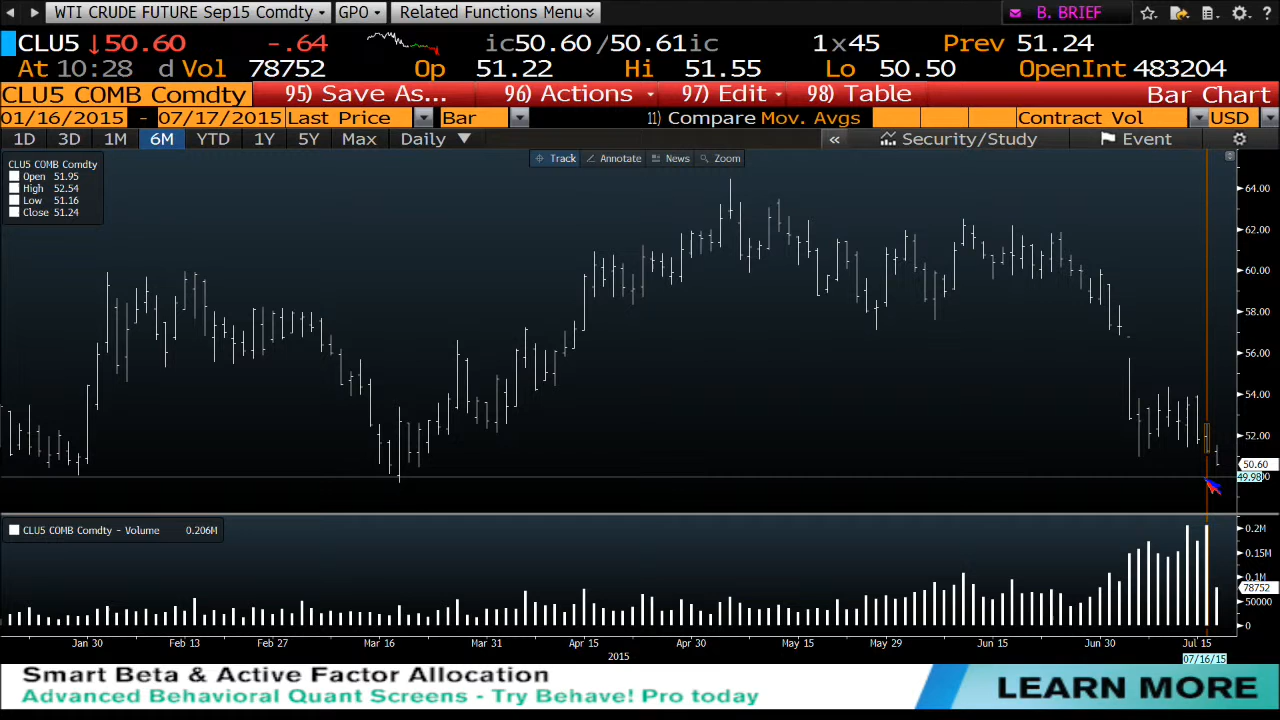 WTI CRUDE FUTURE Sep15 Comdty GPO Related Functions Menu B. BRIEF
CLU5 ↓50.60 -.64 ic50.60/50.61ic 1x45 Prev 51.24
At 10:28 d Vol 78752 Op 51.22 Hi 51.55 Lo 50.50 OpenInt 483204
CLU5 COMB Comdty 95) Save As... 96) Actions 97) Edit 98) Table Bar Chart
01/16/2015 - 07/17/2015 Last Price Bar 11) Compare Mov. Avgs Contract Vol USD
1D 3D 1M 6M YTD 1Y 5Y Max Daily ▼ « Security/Study Event
Track Annotate News Zoom
CLU5 COMB Comdty
Open 51.95
High 52.54
Low 51.16
Close 51.24
64.00
62.00
60.00
58.00
56.00
54.00
52.00
50.60
49.98
CLU5 COMB Comdty - Volume 0.206M
0.2M
0.15M
0.1M
78752
50000
0
Jan 30 Feb 13 Feb 27 Mar 16 Mar 31 Apr 15 Apr 30 May 15 May 29 Jun 15 Jun 30 Jul 15
2015
07/16/15
Smart Beta & Active Factor Allocation
Advanced Behavioral Quant Screens - Try Behave! Pro today
LEARN MORE